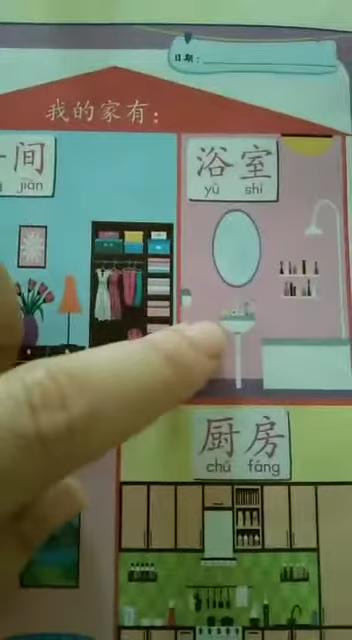 日期：
我的家有：
间
jiān
浴室
yù shì
厨房
chú fáng